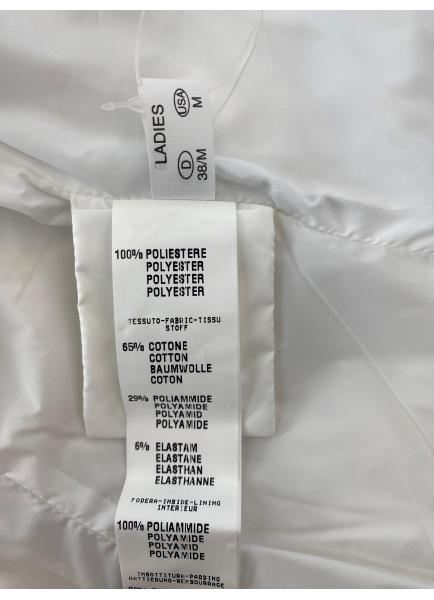 LADIES
USA
M
D
38/M
100% POLIESTERE
POLYESTER
POLYESTER
POLYESTER
TESSUTO-FABRIC-TISSU
STOFF
65% COTONE
COTTON
BAUMWOLLE
COTON
29% POLIAMMIDE
POLYAMIDE
POLYAMID
POLYAMIDE
6% ELASTAM
ELASTANE
ELASTHAN
ELASTHANNE
FODERA-INSIDE-LINING
INTERIEUR
100% POLIAMMIDE
POLYAMIDE
POLYAMID
POLYAMIDE
IMBOTTITURA-PADDING
WATTIERUNG-REMBOURRAGE